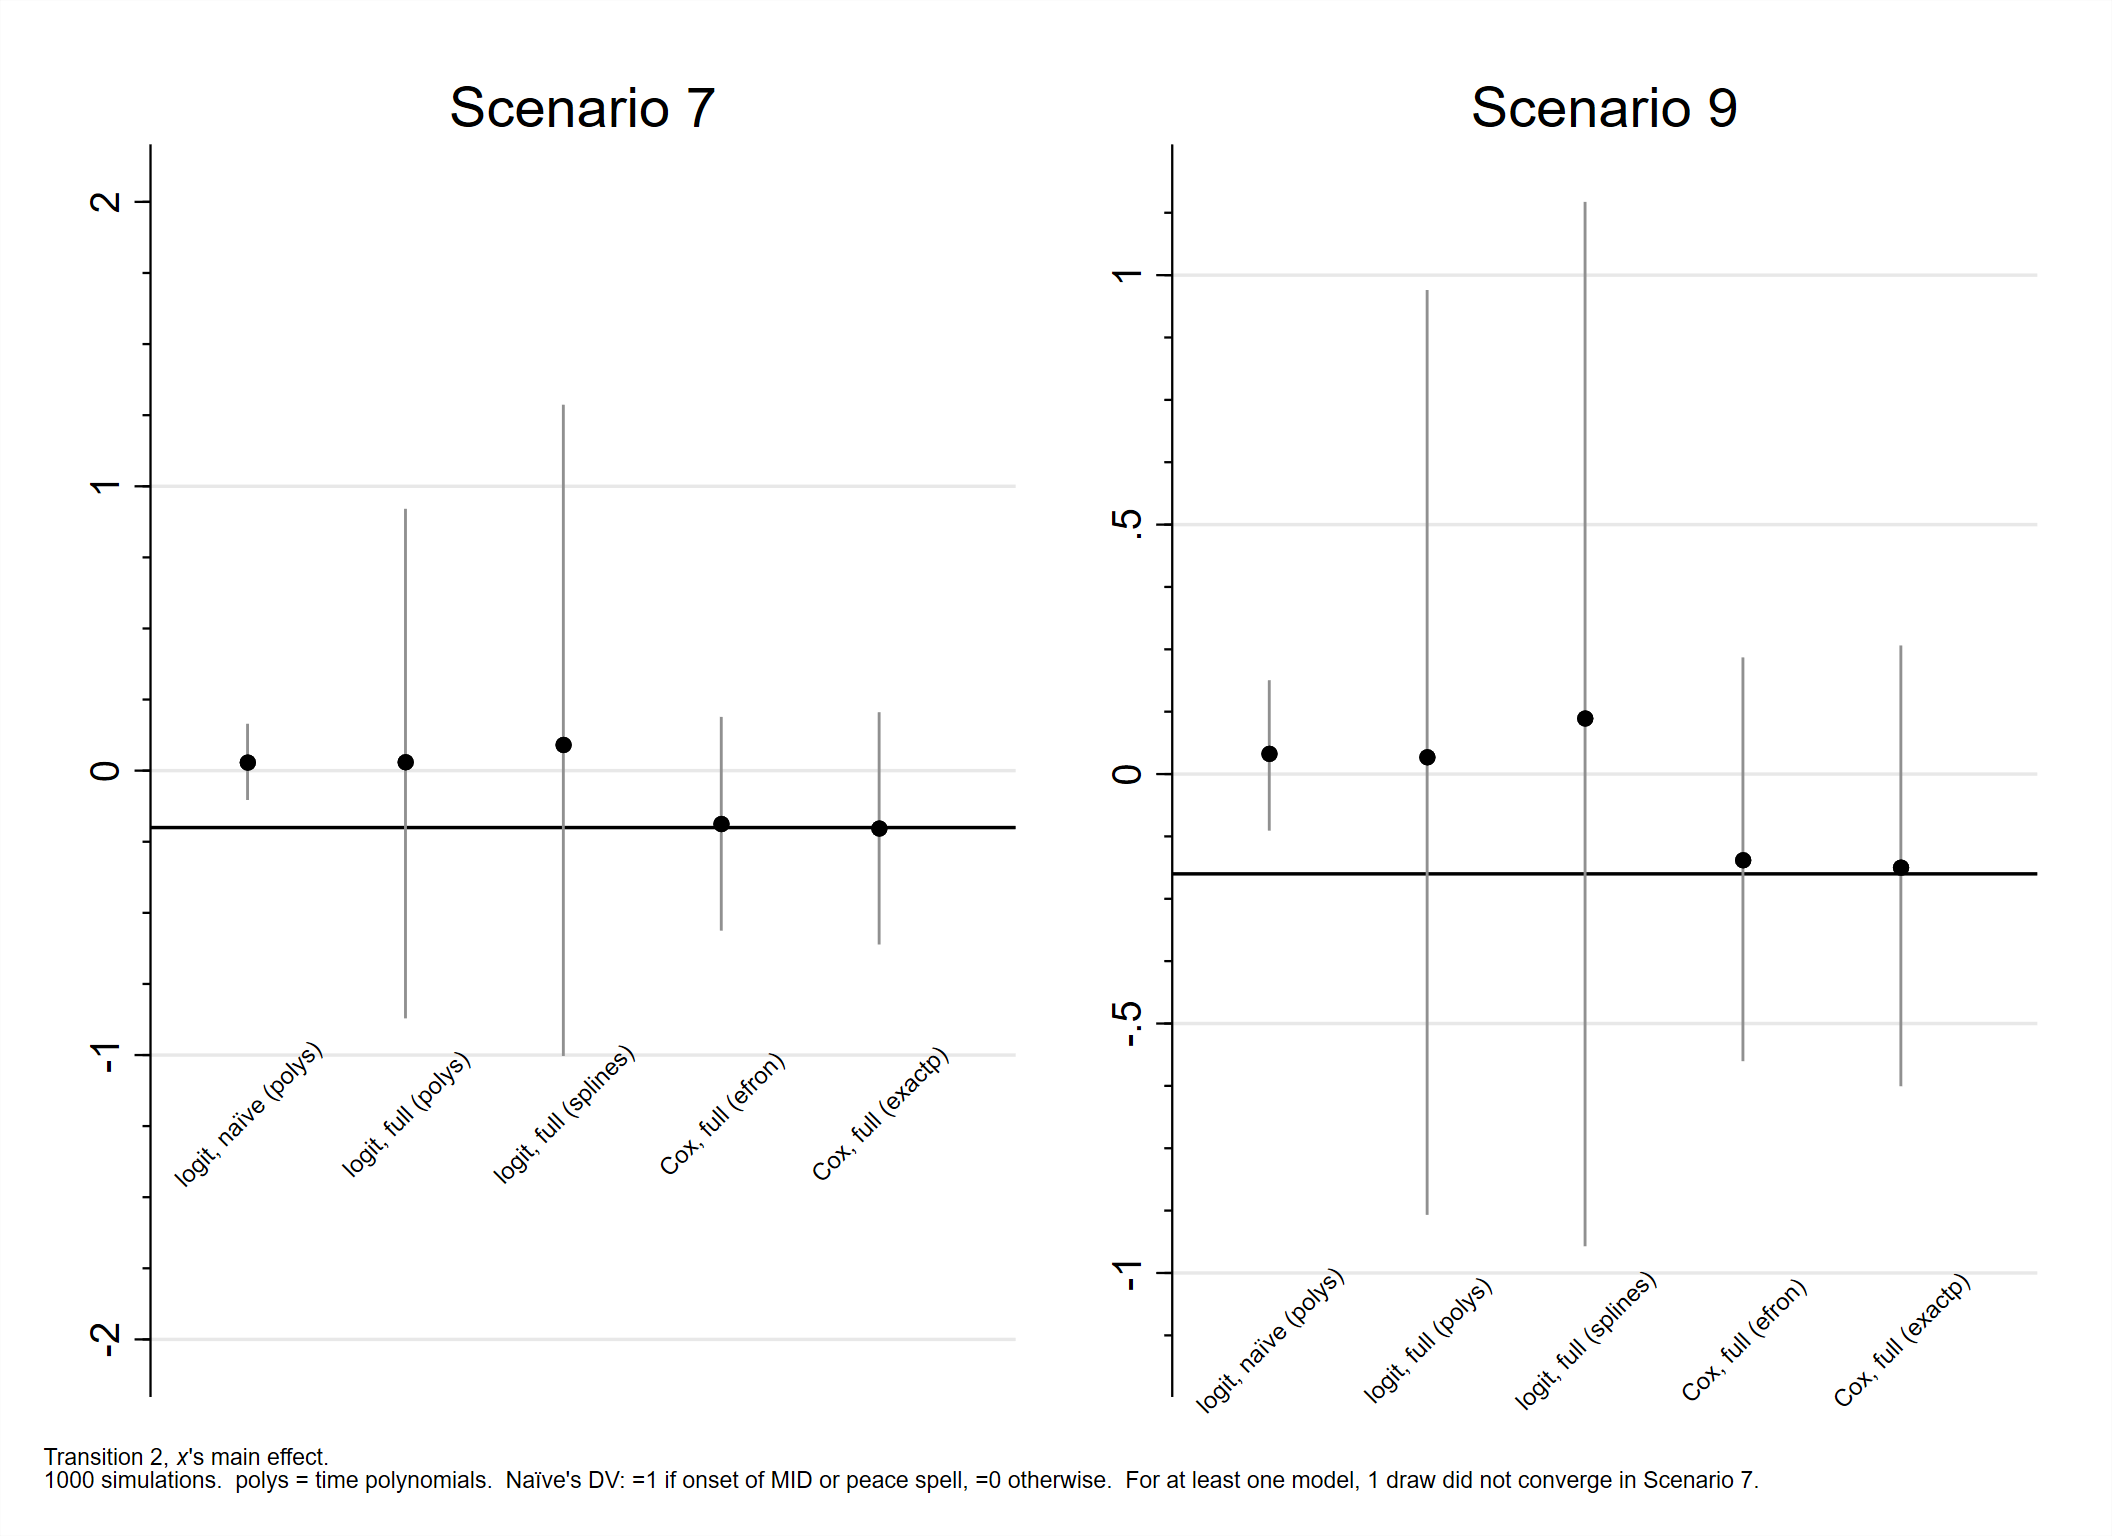 Scenario 7
2
1
0
-1
-2
logit, naïve (polys)
logit, full (polys)
logit, full (splines)
Cox, full (efron)
Cox, full (exactp)
Scenario 9
1
.5
0
-.5
-1
logit, naïve (polys)
logit, full (polys)
logit, full (splines)
Cox, full (efron)
Cox, full (exactp)
Transition 2, x's main effect.
1000 simulations.  polys = time polynomials.  Naïve's DV: =1 if onset of MID or peace spell, =0 otherwise.  For at least one model, 1 draw did not converge in Scenario 7.